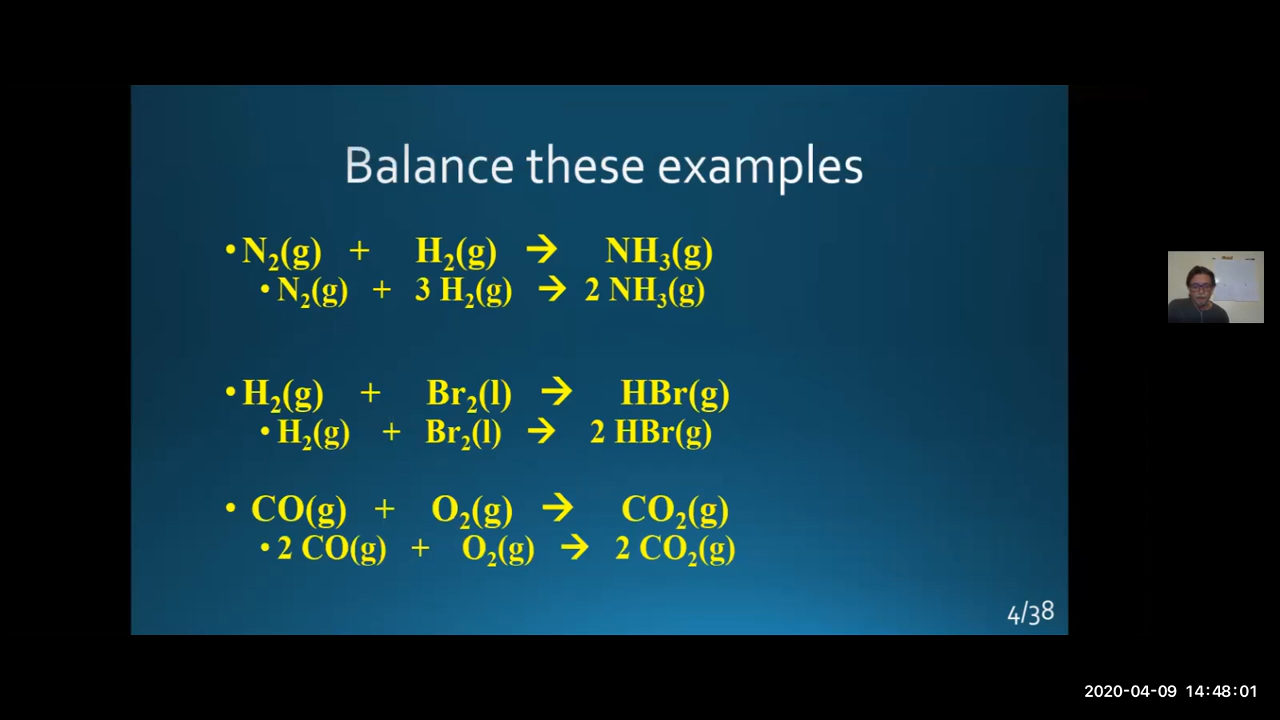 Balance these examples
• N₂(g) + H₂(g) → NH₃(g)
• N₂(g) + 3 H₂(g) → 2 NH₃(g)
• H₂(g) + Br₂(l) → HBr(g)
• H₂(g) + Br₂(l) → 2 HBr(g)
• CO(g) + O₂(g) → CO₂(g)
• 2 CO(g) + O₂(g) → 2 CO₂(g)
4/38
2020-04-09 14:48:01